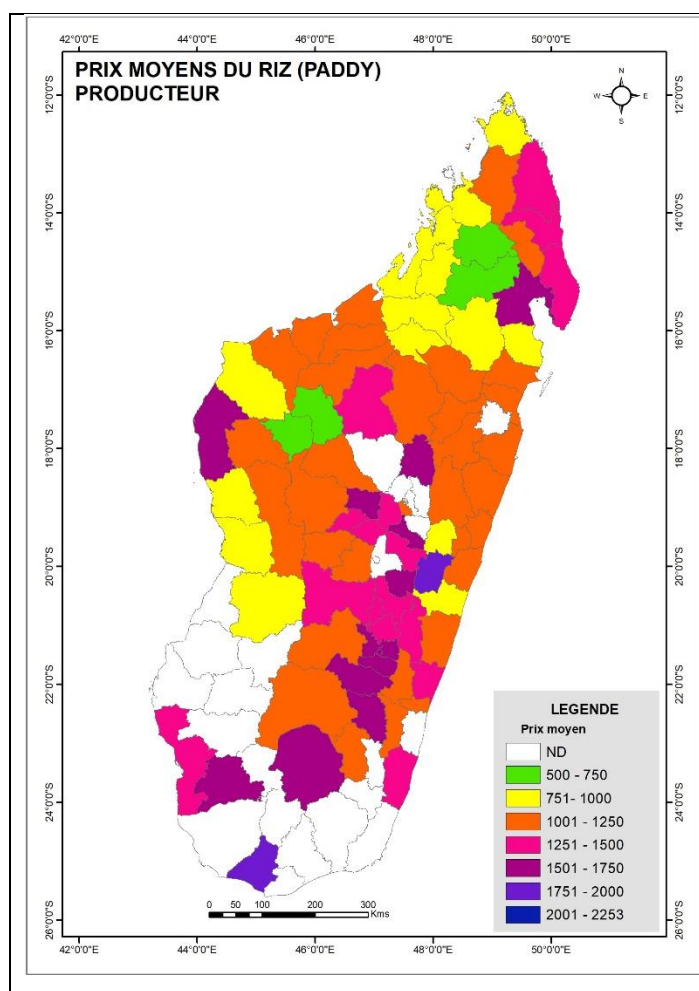 42°0'0"E 44°0'0"E 46°0'0"E 48°0'0"E 50°0'0"E
PRIX MOYENS DU RIZ (PADDY)
PRODUCTEUR
N
W E
S
12°0'0"S 12°0'0"S
14°0'0"S 14°0'0"S
16°0'0"S 16°0'0"S
18°0'0"S 18°0'0"S
20°0'0"S 20°0'0"S
22°0'0"S 22°0'0"S
24°0'0"S 24°0'0"S
26°0'0"S 26°0'0"S
LEGENDE
Prix moyen
ND
500 - 750
751- 1000
1001 - 1250
1251 - 1500
1501 - 1750
1751 - 2000
2001 - 2253
0 50 100 200 300
Kms
42°0'0"E 44°0'0"E 46°0'0"E 48°0'0"E 50°0'0"E